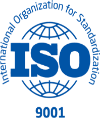 International Organization for Standardization
ISO
9001